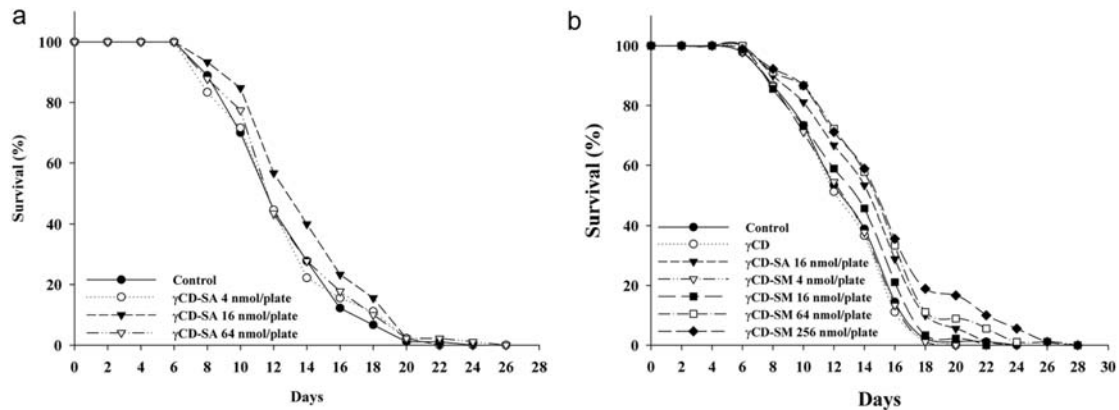 a
100
80
60
40
20
0
Survival (%)
Control
γCD-SA 4 nmol/plate
γCD-SA 16 nmol/plate
γCD-SA 64 nmol/plate
0 2 4 6 8 10 12 14 16 18 20 22 24 26 28
Days
b
100
80
60
40
20
0
Survival (%)
Control
γCD
γCD-SA 16 nmol/plate
γCD-SM 4 nmol/plate
γCD-SM 16 nmol/plate
γCD-SM 64 nmol/plate
γCD-SM 256 nmol/plate
0 2 4 6 8 10 12 14 16 18 20 22 24 26 28 30
Days